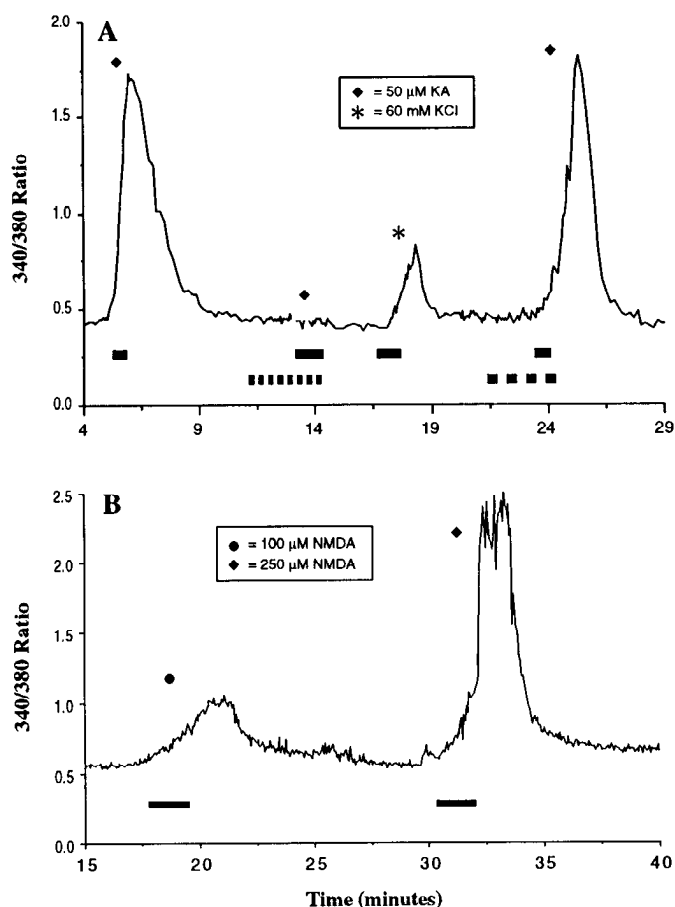 A
340/380 Ratio
2.0
1.5
1.0
0.5
0.0
◆ = 50 μM KA
* = 60 mM KCl
4 9 14 19 24 29
B
340/380 Ratio
2.5
2.0
1.5
1.0
0.5
0.0
● = 100 μM NMDA
◆ = 250 μM NMDA
15 20 25 30 35 40
Time (minutes)